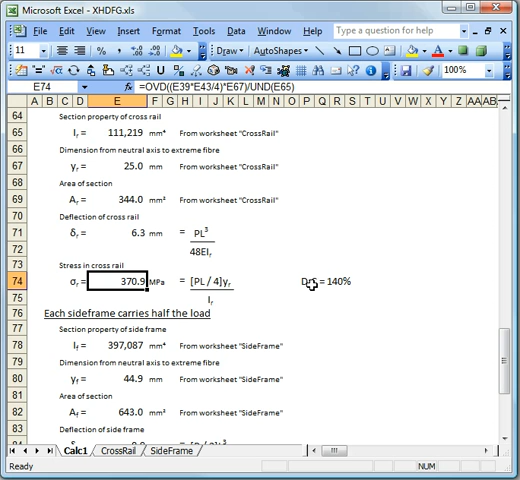 Microsoft Excel - XHDFG.xls
File Edit View Insert Format Tools Data Window Help
11 Draw AutoShapes
100%
E74 fx =OVD((E39*E43/4)*E67)/UND(E65)
A B C D E F G H I J K L M N O P Q R S T U V W X Y Z AA AB
64 Section property of cross rail
65 Ir = 111,219 mm⁴ From worksheet "CrossRail"
66 Dimension from neutral axis to extreme fibre
67 yr = 25.0 mm From worksheet "CrossRail"
68 Area of section
69 Ar = 344.0 mm² From worksheet "CrossRail"
70 Deflection of cross rail
71 δr = 6.3 mm = PL³
72 48EIr
73 Stress in cross rail
74 σr = 370.9 MPa = [PL / 4]yr = 140%
75 Ir
76 Each sideframe carries half the load
77 Section property of side frame
78 If = 397,087 mm⁴ From worksheet "SideFrame"
79 Dimension from neutral axis to extreme fibre
80 yf = 44.9 mm From worksheet "SideFrame"
81 Area of section
82 Af = 643.0 mm² From worksheet "SideFrame"
83 Deflection of side frame
Calc1 CrossRail SideFrame
Ready NUM